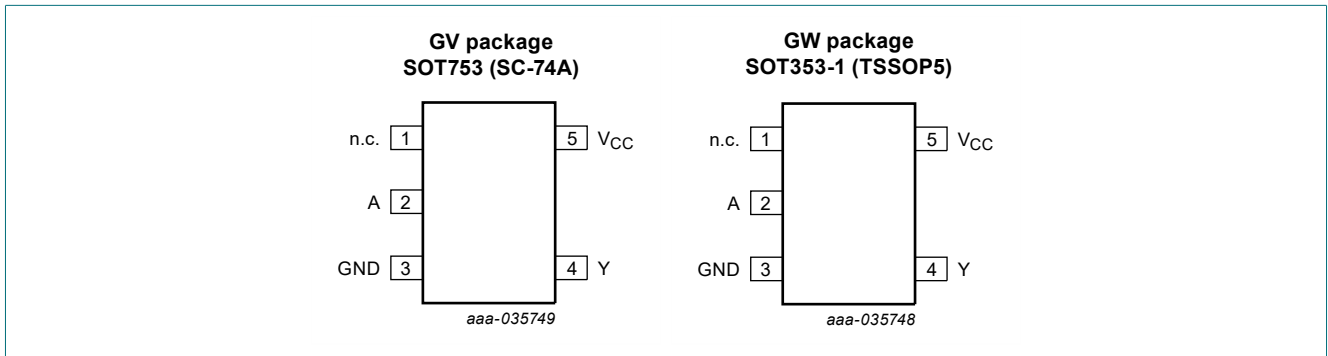 GV package
SOT753 (SC-74A)
n.c. 1
5 VCC
A 2
GND 3
4 Y
aaa-035749
GW package
SOT353-1 (TSSOP5)
n.c. 1
5 VCC
A 2
GND 3
4 Y
aaa-035748